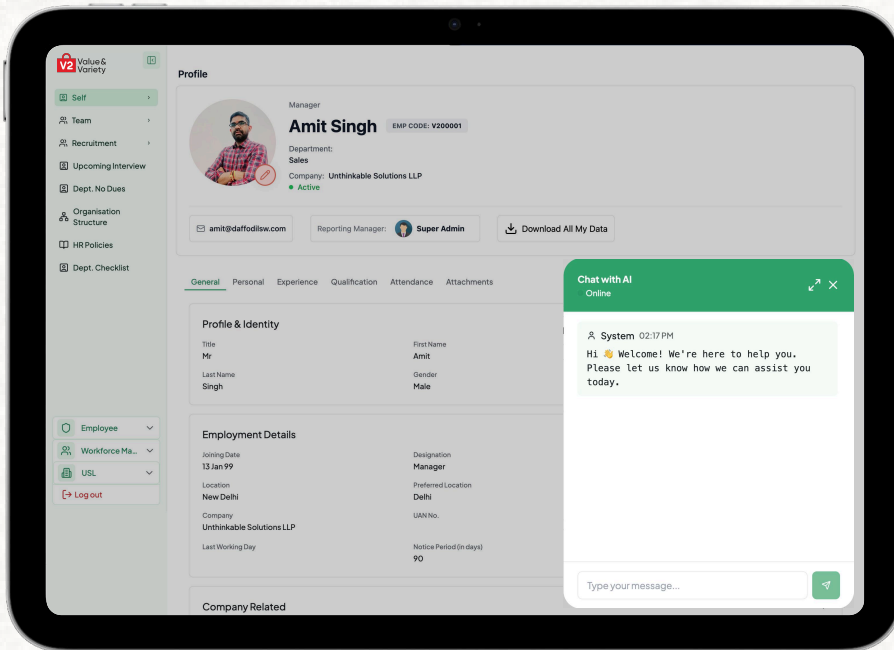 V2 Value &
Variety
Self
Team
Recruitment
Upcoming Interview
Dept. No Dues
Organisation
Structure
HR Policies
Dept. Checklist
Employee
Workforce Ma...
USL
Log out
Profile
Manager
Amit Singh EMP CODE: V200001
Department:
Sales
Company: Unthinkable Solutions LLP
Active
amit@daffodilsw.com Reporting Manager: Super Admin Download All My Data
General Personal Experience Qualification Attendance Attachments
Profile & Identity
Title First Name
Mr Amit
Last Name Gender
Singh Male
Employment Details
Joining Date Designation
13 Jan 99 Manager
Location Preferred Location
New Delhi Delhi
Company UAN No.
Unthinkable Solutions LLP
Last Working Day Notice Period (in days)
90
Company Related
Chat with AI
Online
System 02:17 PM
Hi 👋 Welcome! We're here to help you.
Please let us know how we can assist you
today.
Type your message...